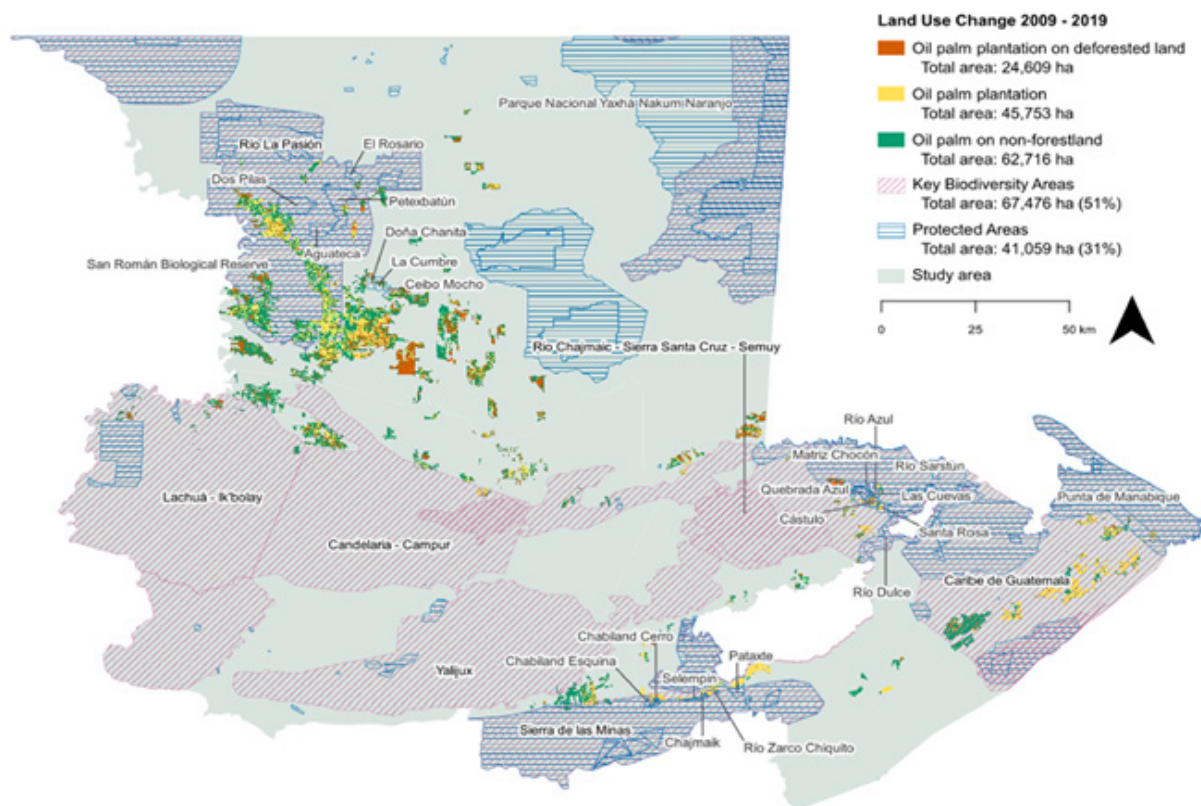 Land Use Change 2009 - 2019
Oil palm plantation on deforested land
Total area: 24,609 ha
Oil palm plantation
Total area: 45,753 ha
Oil palm on non-forestland
Total area: 62,716 ha
Key Biodiversity Areas
Total area: 67,476 ha (51%)
Protected Areas
Total area: 41,059 ha (31%)
Study area
0 25 50 km
Parque Nacional Yaxhá Nakum Naranjo
Río La Pasión
El Rosario
Dos Pilas
Petexbatún
Doña Chanita
Aguateca
La Cumbre
San Román Biological Reserve
Ceibo Mocho
Rio Chajmaic - Sierra Santa Cruz - Semuy
Río Azul
Matriz Chocón
Río Sarstún
Quebrada Azul
Las Cuevas
Punta de Manabique
Lachuá - Ik'bolay
Cástulo
Santa Rosa
Candelaria - Campur
Caribe de Guatemala
Río Dulce
Chabiland Cerro
Chabiland Esquina
Pataxte
Yalijux
Selempin
Sierra de las Minas
Chajmaik
Río Zarco Chiquito